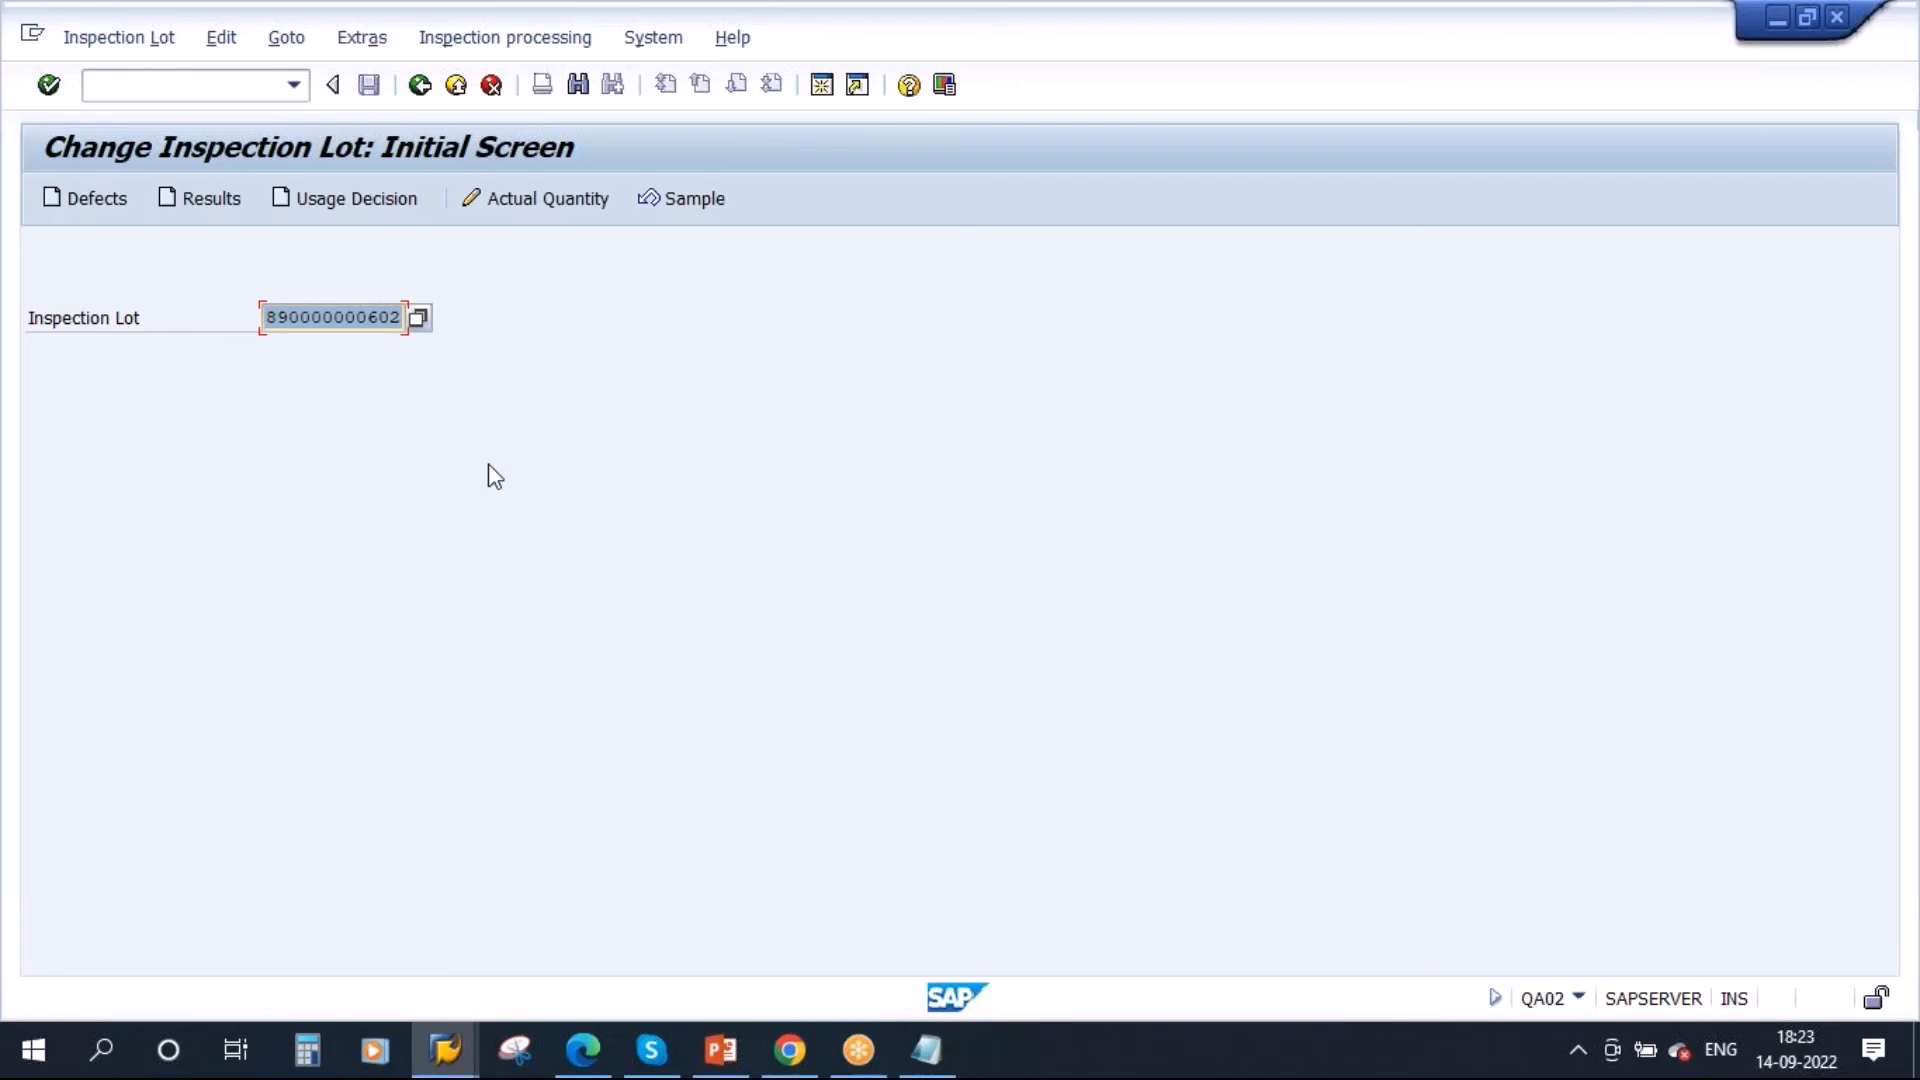 Inspection Lot Edit Goto Extras Inspection processing System Help
Change Inspection Lot: Initial Screen
Defects Results Usage Decision Actual Quantity Sample
Inspection Lot 890000000602
SAP
QA02 SAPSERVER INS
ENG
18:23
14-09-2022